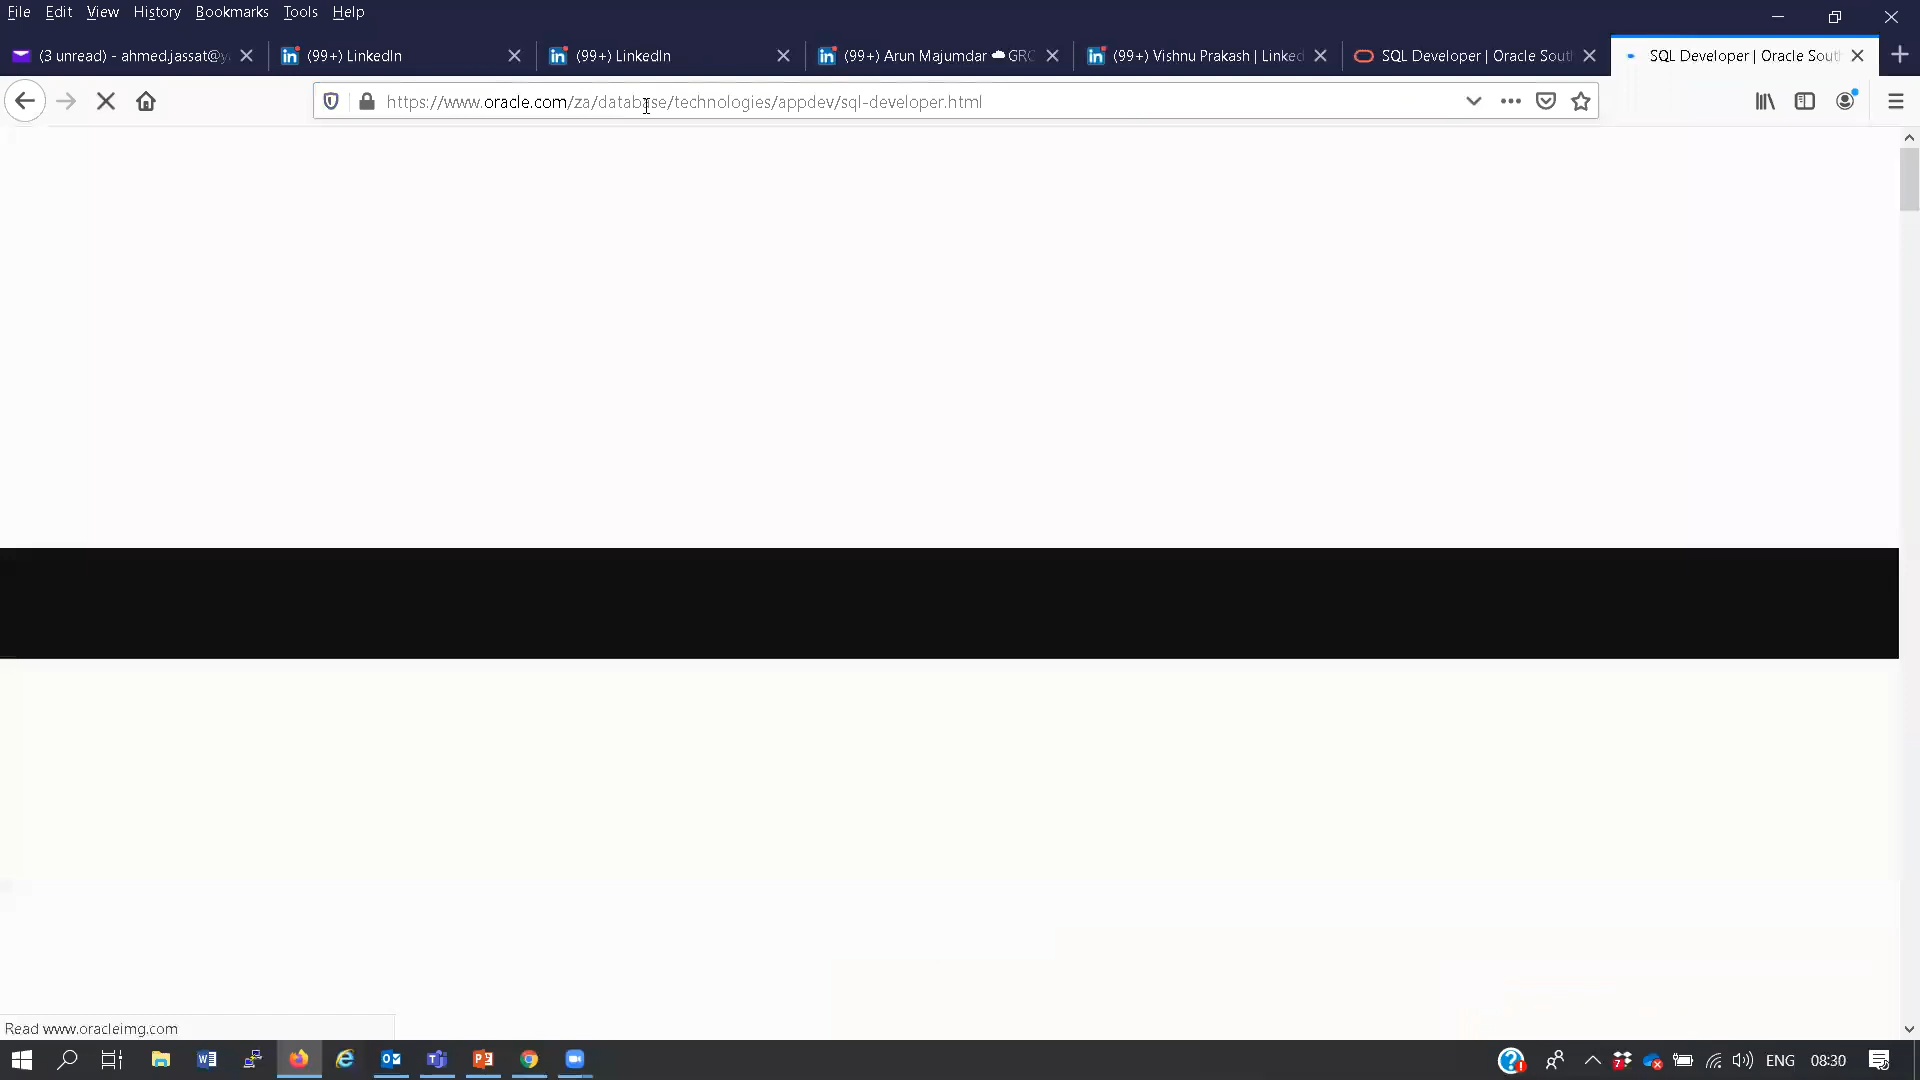 File Edit View History Bookmarks Tools Help
(3 unread) - ahmed.jassat@y
(99+) LinkedIn
(99+) LinkedIn
(99+) Arun Majumdar ☁GRC
(99+) Vishnu Prakash | Linked
SQL Developer | Oracle Sout
SQL Developer | Oracle Sout
https://www.oracle.com/za/database/technologies/appdev/sql-developer.html
Read www.oracleimg.com
ENG 08:30